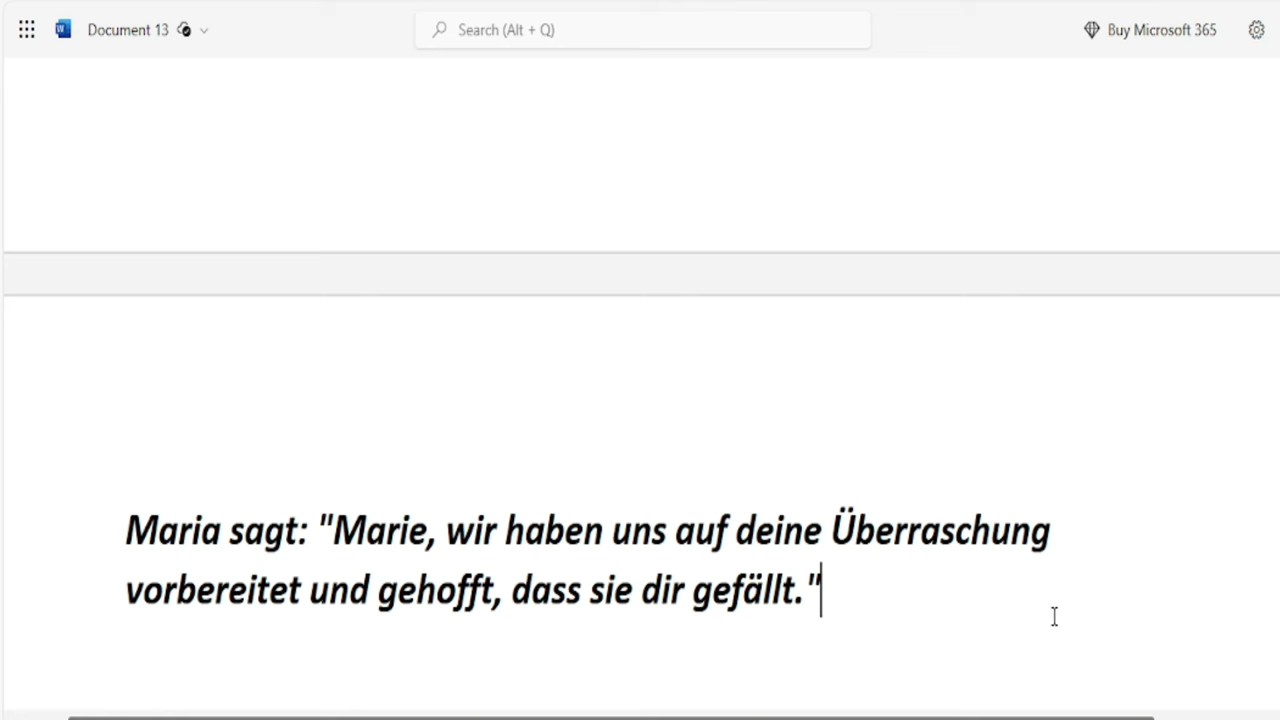 Document 13
Search (Alt + Q)
Buy Microsoft 365
Maria sagt: "Marie, wir haben uns auf deine Überraschung
vorbereitet und gehofft, dass sie dir gefällt."